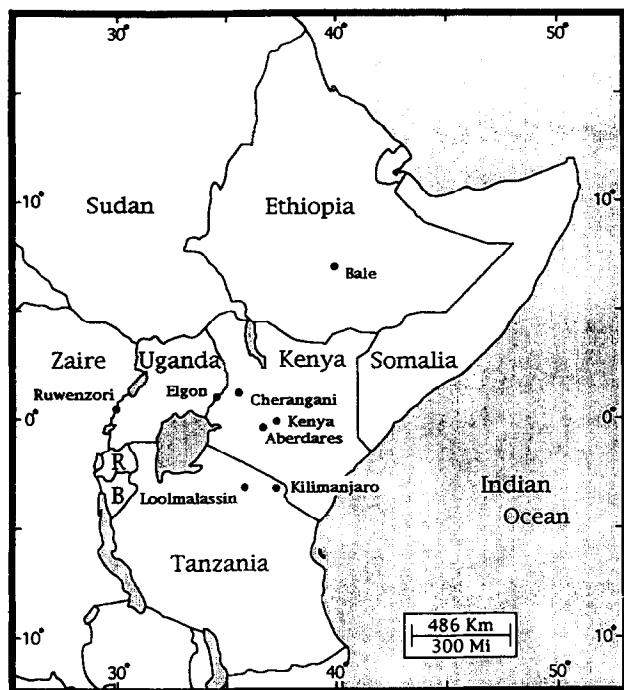 30°
40°
50°
10°
Sudan
Ethiopia
10°
Bale
Zaire
Uganda
Kenya
Somalia
Ruwenzori
Elgon
Cherangani
0°
Kenya
0°
Aberdares
R
B
Loolmalassin
Kilimanjaro
Indian
Ocean
Tanzania
486 Km
300 Mi
10°
10°
30°
40°
50°